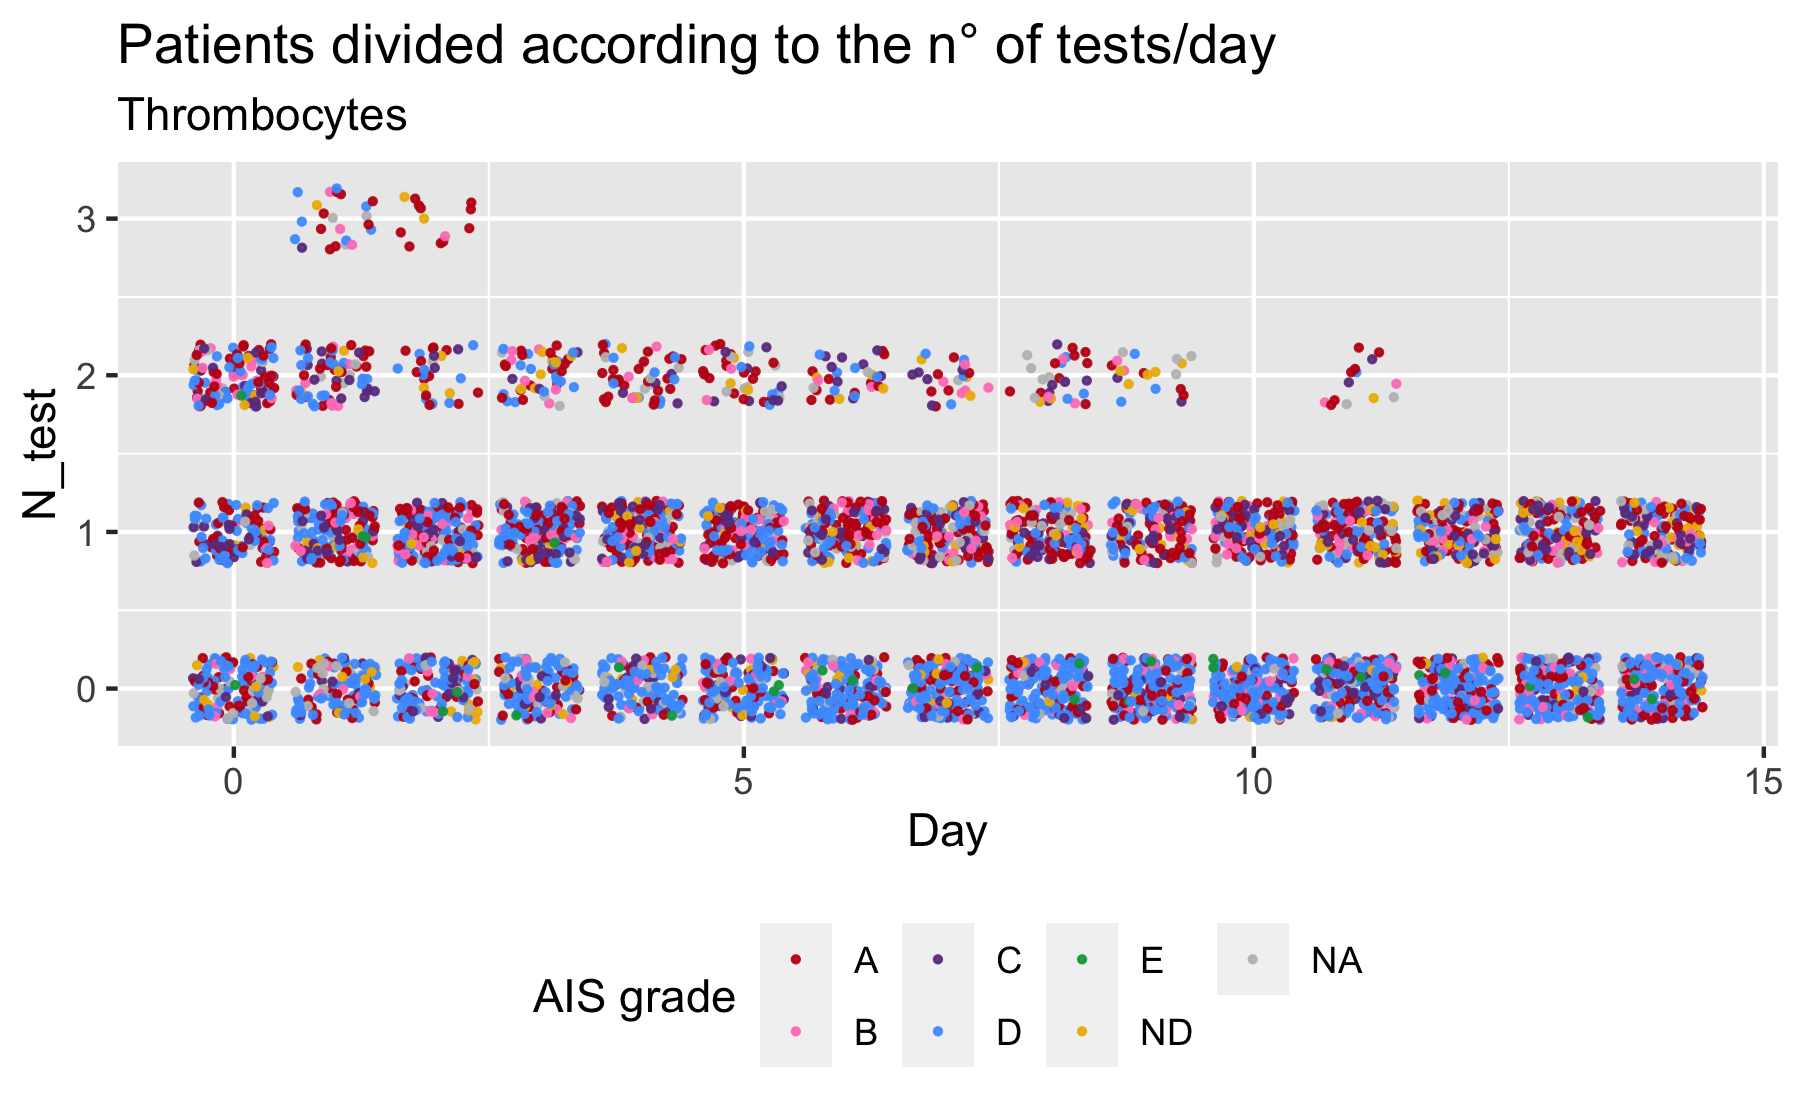 Patients divided according to the n° of tests/day
Thrombocytes
N_test
3
2
1
0
0 5 10 15
Day
AIS grade
A C E NA
B D ND